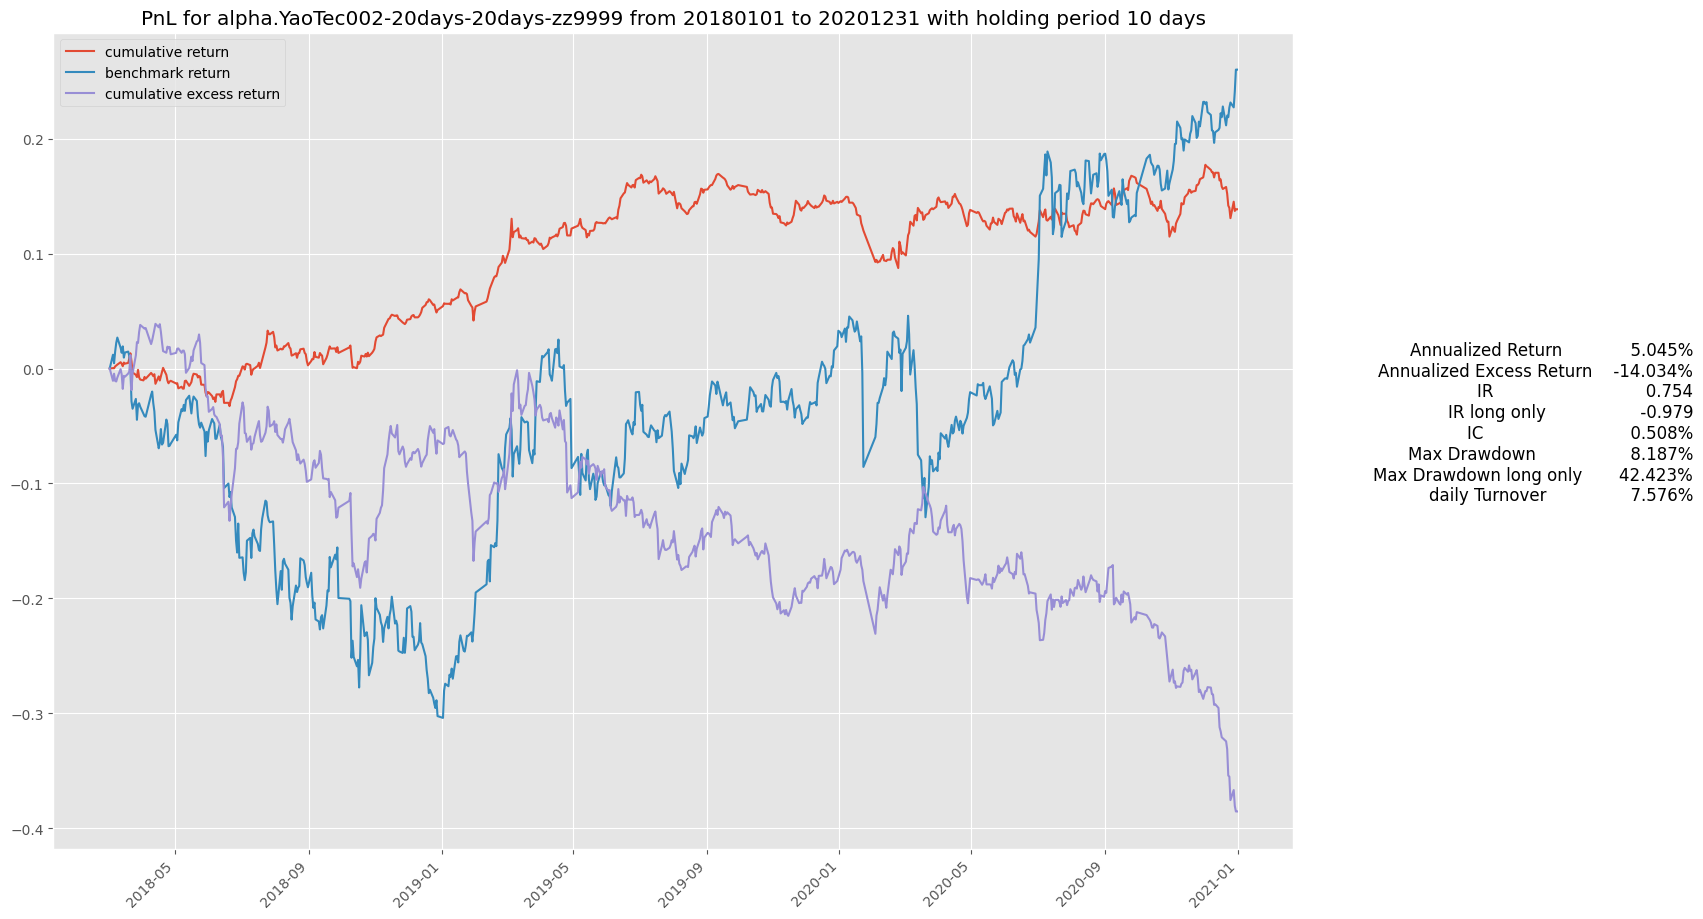 PnL for alpha.YaoTec002-20days-20days-zz9999 from 20180101 to 20201231 with holding period 10 days
cumulative return
benchmark return
cumulative excess return
0.2
0.1
0.0
−0.1
−0.2
−0.3
−0.4
2018-05
2018-09
2019-01
2019-05
2019-09
2020-01
2020-05
2020-09
2021-01
Annualized Return 5.045%
Annualized Excess Return -14.034%
IR 0.754
IR long only -0.979
IC 0.508%
Max Drawdown 8.187%
Max Drawdown long only 42.423%
daily Turnover 7.576%